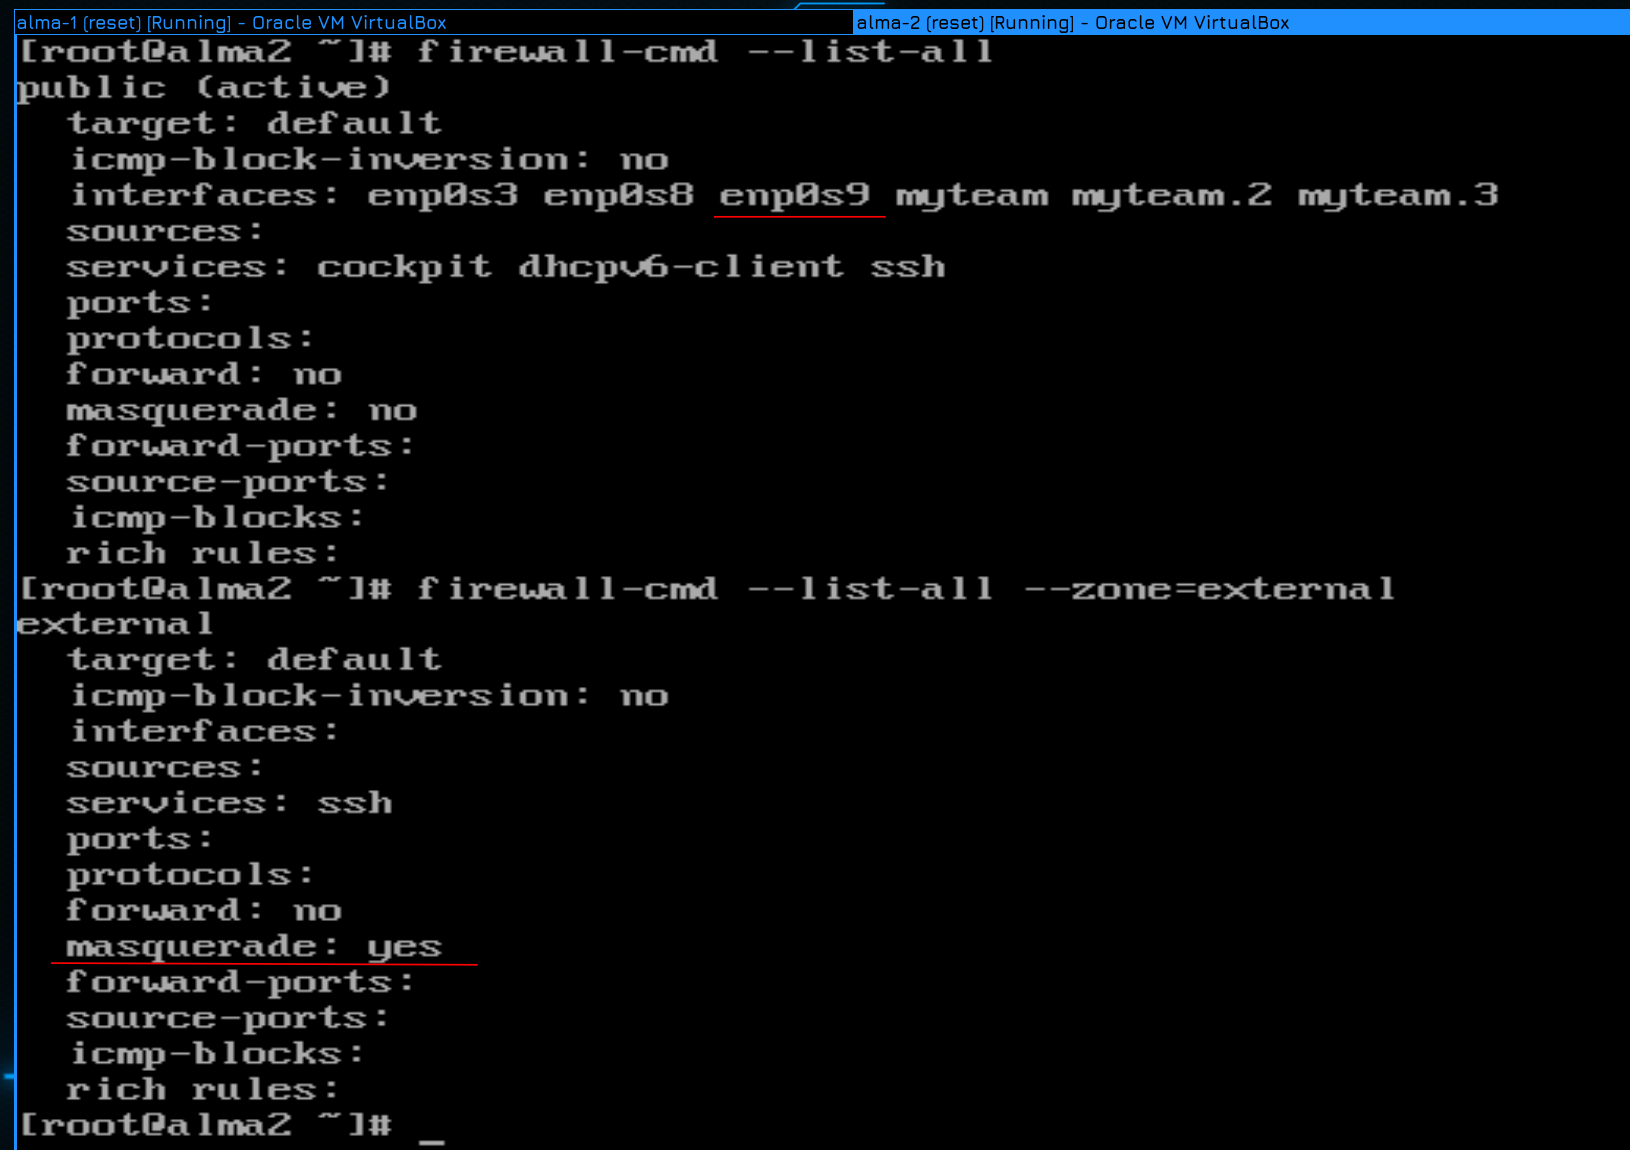 alma-1 (reset) [Running] - Oracle VM VirtualBox
alma-2 (reset) [Running] - Oracle VM VirtualBox
[root@alma2 ~]# firewall-cmd --list-all
public (active)
  target: default
  icmp-block-inversion: no
  interfaces: enp0s3 enp0s8 enp0s9 myteam myteam.2 myteam.3
  sources:
  services: cockpit dhcpv6-client ssh
  ports:
  protocols:
  forward: no
  masquerade: no
  forward-ports:
  source-ports:
  icmp-blocks:
  rich rules:
[root@alma2 ~]# firewall-cmd --list-all --zone=external
external
  target: default
  icmp-block-inversion: no
  interfaces:
  sources:
  services: ssh
  ports:
  protocols:
  forward: no
  masquerade: yes
  forward-ports:
  source-ports:
  icmp-blocks:
  rich rules:
[root@alma2 ~]# _